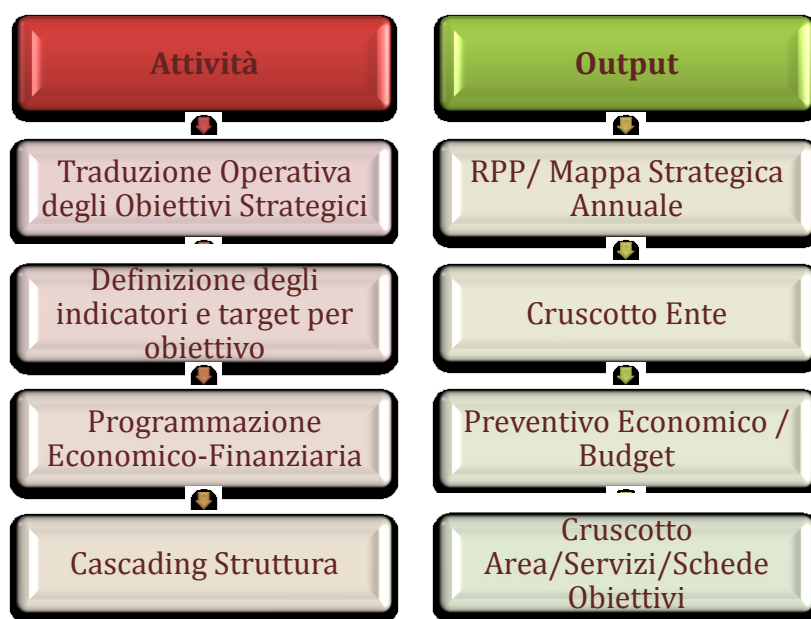 Attività
Traduzione Operativa
degli Obiettivi Strategici
Definizione degli
indicatori e target per
obiettivo
Programmazione
Economico-Finanziaria
Cascading Struttura
Output
RPP/ Mappa Strategica
Annuale
Cruscotto Ente
Preventivo Economico /
Budget
Cruscotto
Area/Servizi/Schede
Obiettivi